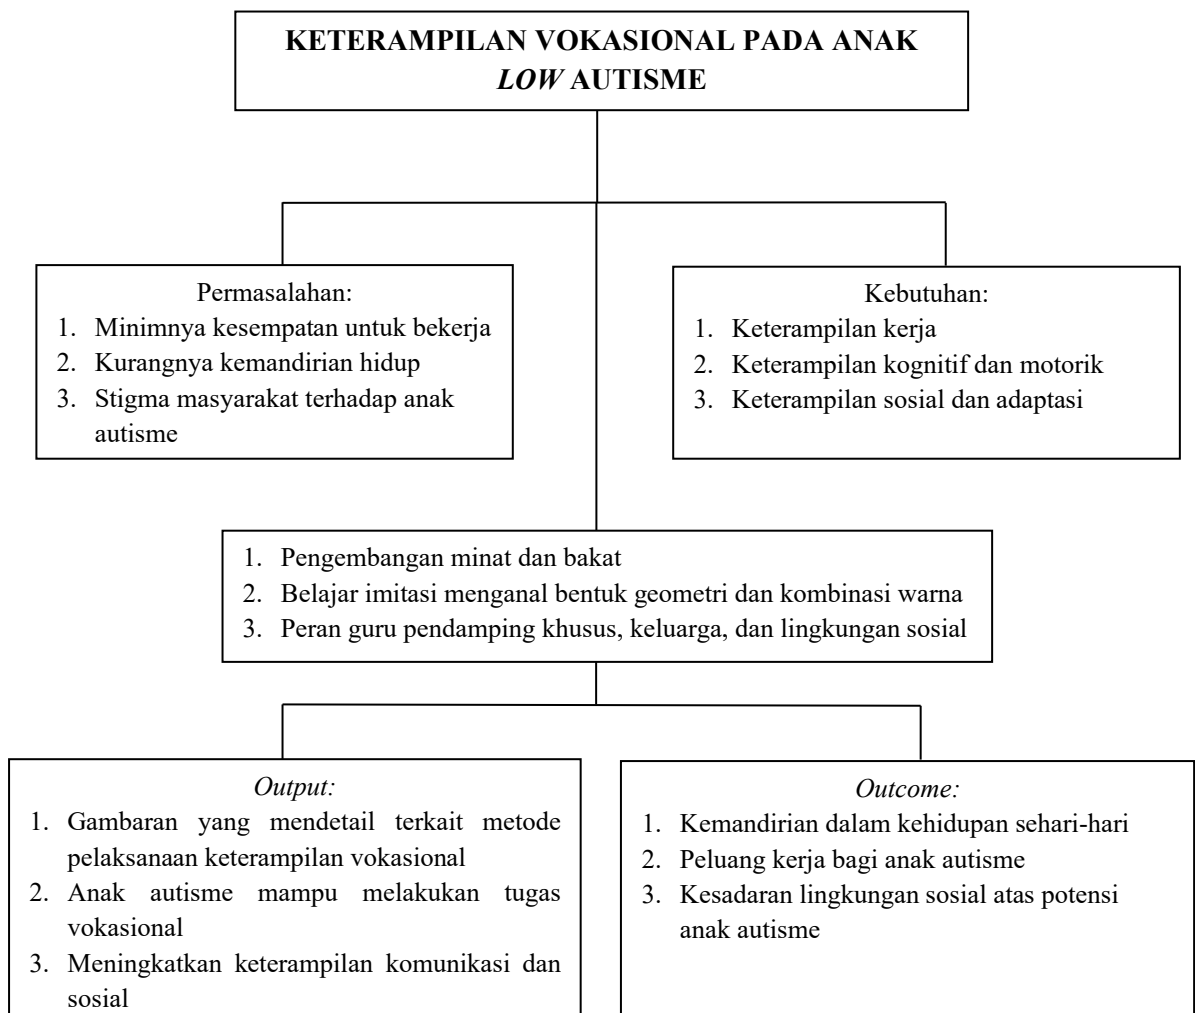 KETERAMPILAN VOKASIONAL PADA ANAK
LOW AUTISME
Permasalahan:
1. Minimnya kesempatan untuk bekerja
2. Kurangnya kemandirian hidup
3. Stigma masyarakat terhadap anak
autisme
Kebutuhan:
1. Keterampilan kerja
2. Keterampilan kognitif dan motorik
3. Keterampilan sosial dan adaptasi
1. Pengembangan minat dan bakat
2. Belajar imitasi menganal bentuk geometri dan kombinasi warna
3. Peran guru pendamping khusus, keluarga, dan lingkungan sosial
Output:
1. Gambaran yang mendetail terkait metode
pelaksanaan keterampilan vokasional
2. Anak autisme mampu melakukan tugas
vokasional
3. Meningkatkan keterampilan komunikasi dan
sosial
Outcome:
1. Kemandirian dalam kehidupan sehari-hari
2. Peluang kerja bagi anak autisme
3. Kesadaran lingkungan sosial atas potensi
anak autisme